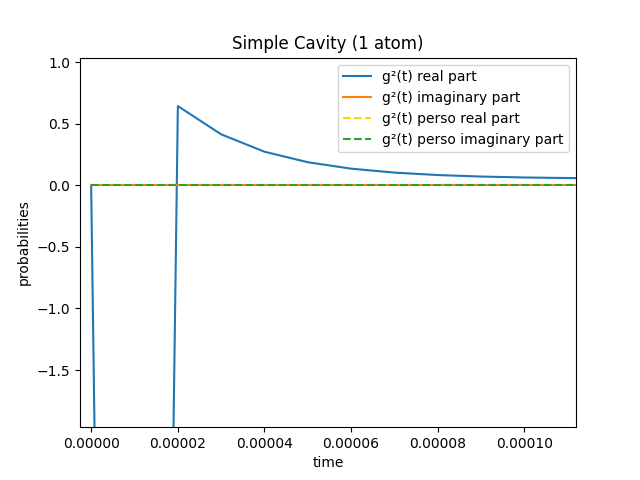 Simple Cavity (1 atom)
1.0
0.5
0.0
−0.5
−1.0
−1.5
probabilities
g²(t) real part
g²(t) imaginary part
g²(t) perso real part
g²(t) perso imaginary part
0.00000
0.00002
0.00004
0.00006
0.00008
0.00010
time